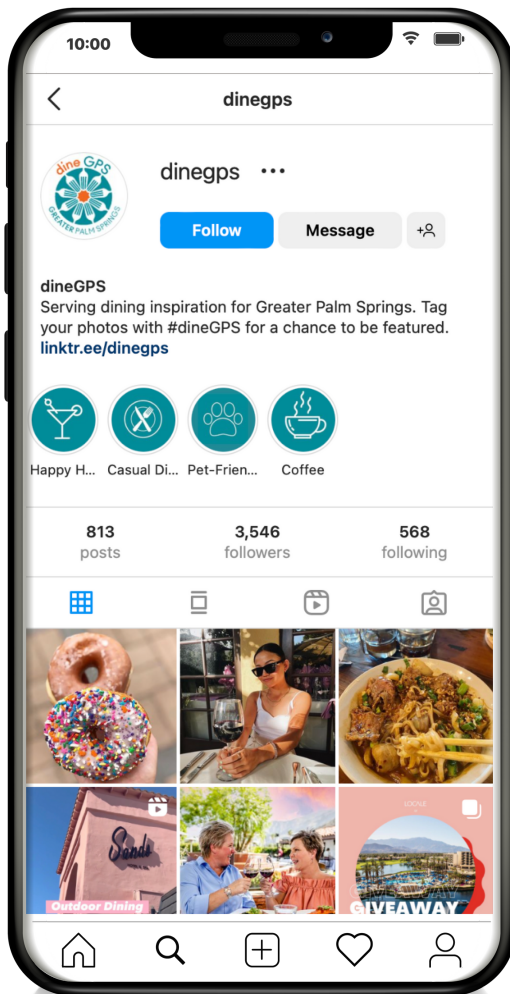 10:00
dinegps
dine GPS
GREATER PALM SPRINGS
dinegps
Follow
Message
dineGPS
Serving dining inspiration for Greater Palm Springs. Tag
your photos with #dineGPS for a chance to be featured.
linktr.ee/dinegps
Happy H...
Casual Di...
Pet-Frien...
Coffee
813
3,546
568
posts
followers
following
Sands
Outdoor Dining
LOCALE
GIVEAWAY
GIVEAWAY